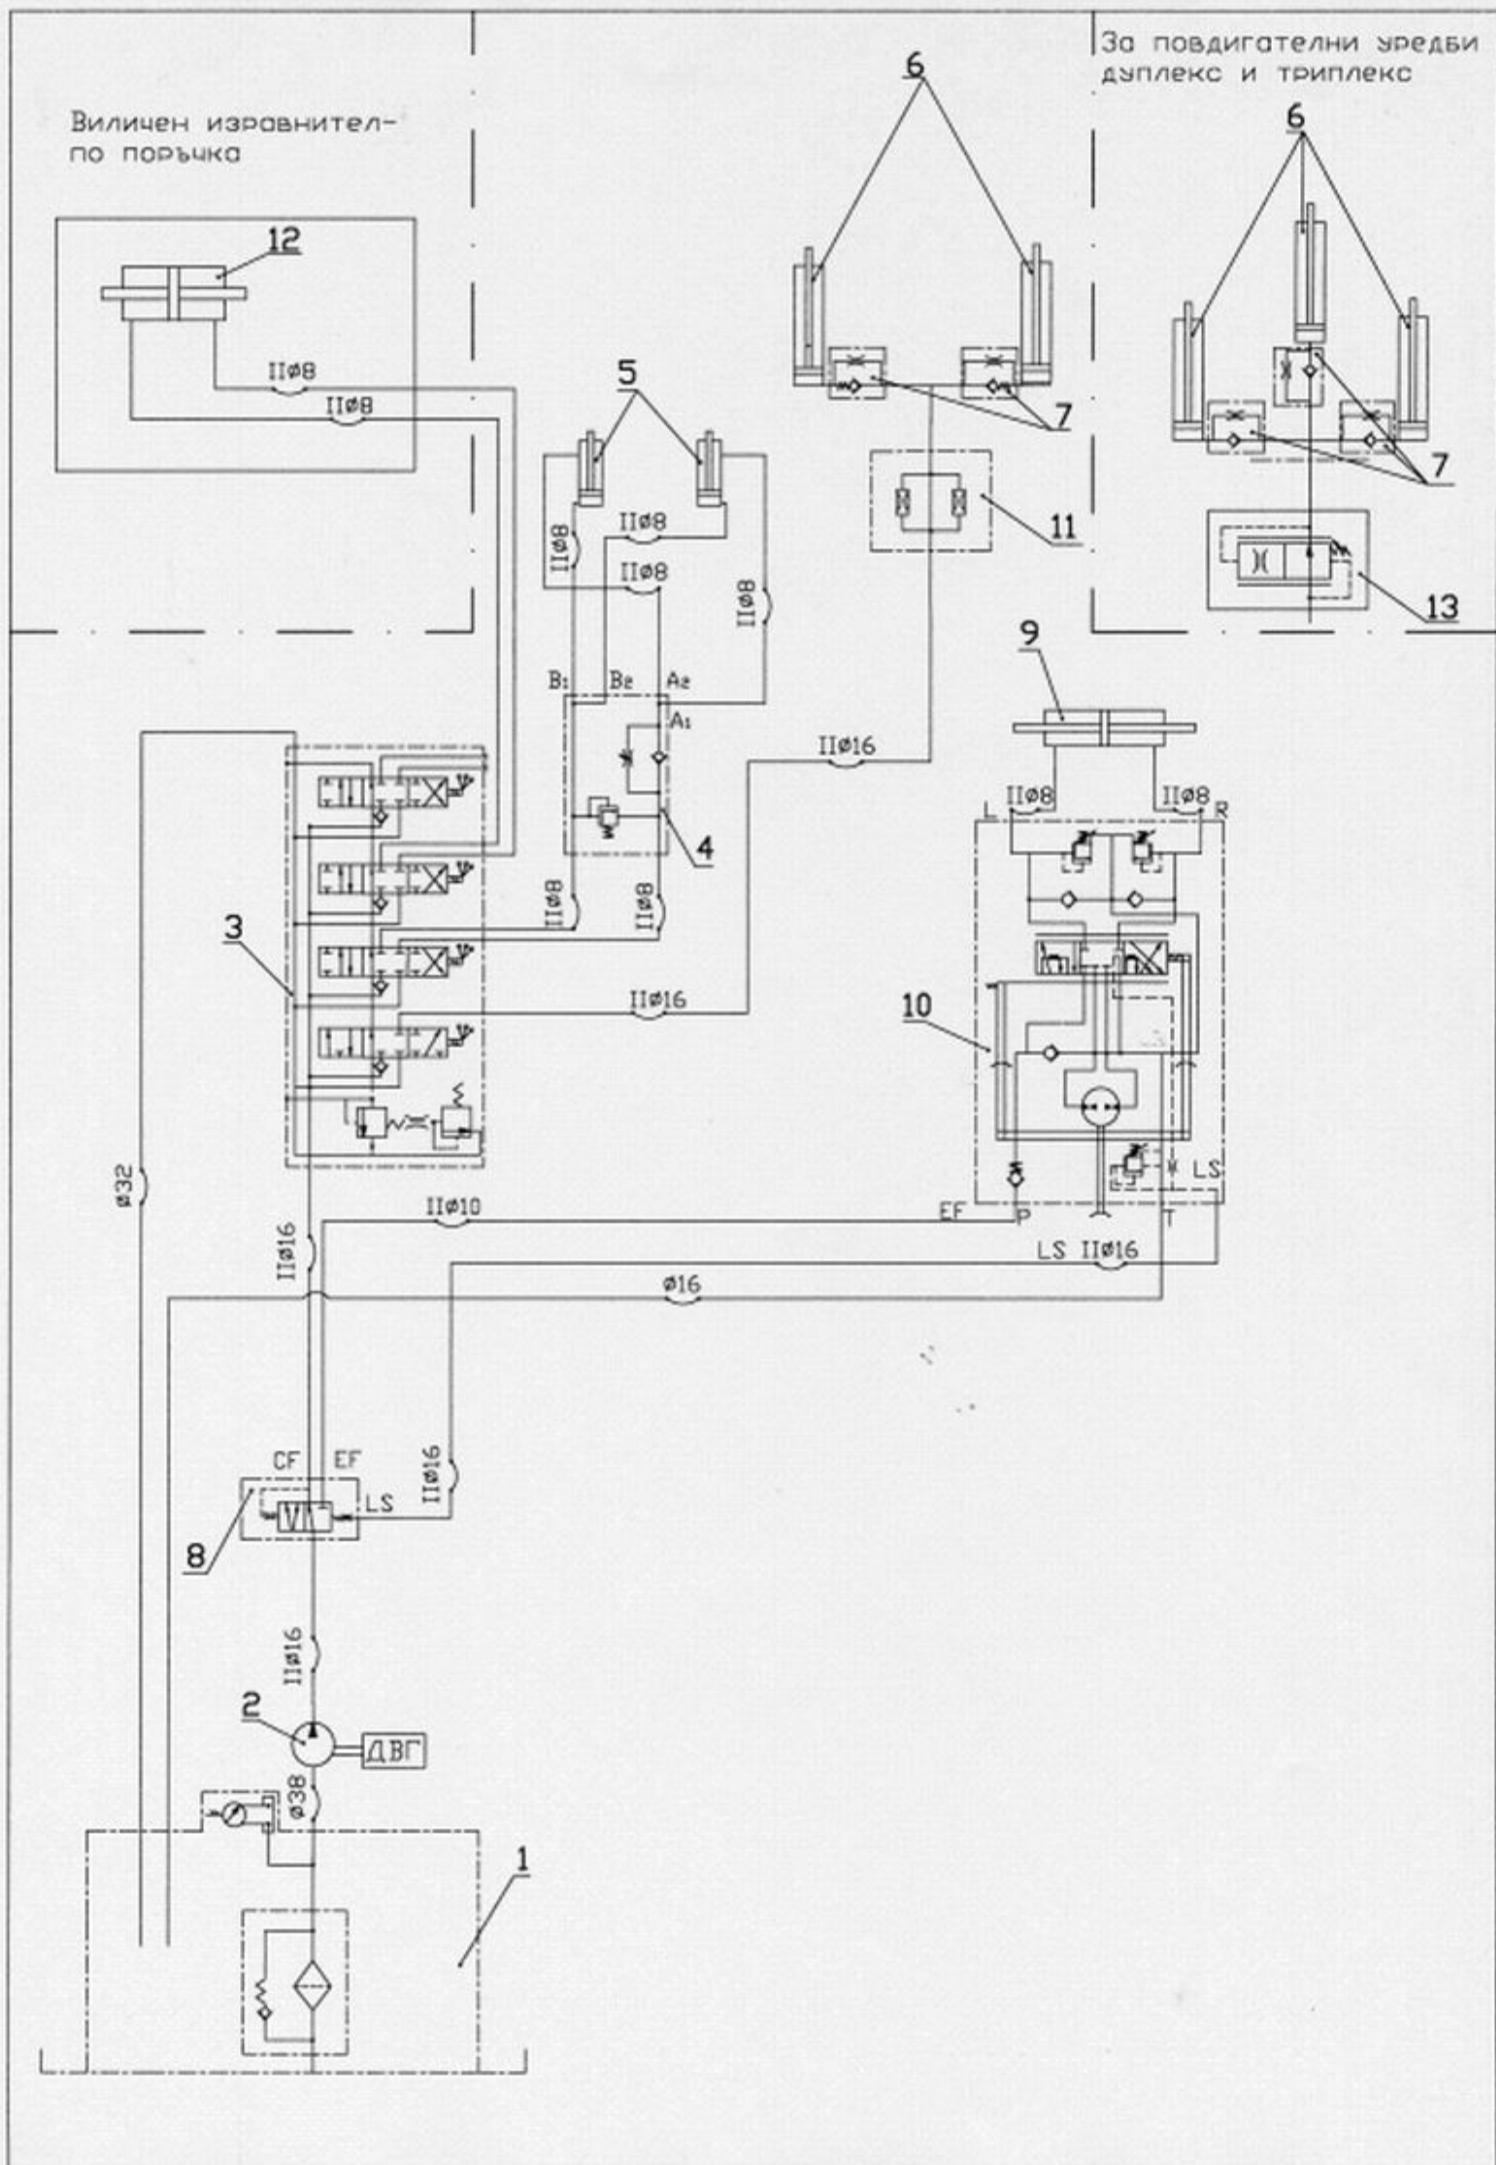 За повдигателни уредби
дуплекс и триплекс
6
6
Виличен изравнител-
по поръчка
12
IIø8
IIø8
5
7
7
11
IIø8
IIø8
IIø8
IIø8
13
9
B1
B2
A2
A1
IIø16
L
IIø8
IIø8
R
4
IIø8
IIø8
3
IIø16
10
ø32
LS
IIø10
EF
P
T
IIø16
LS IIø16
ø16
CF
EF
IIø16
LS
8
IIø16
2
ДВГ
ø38
1